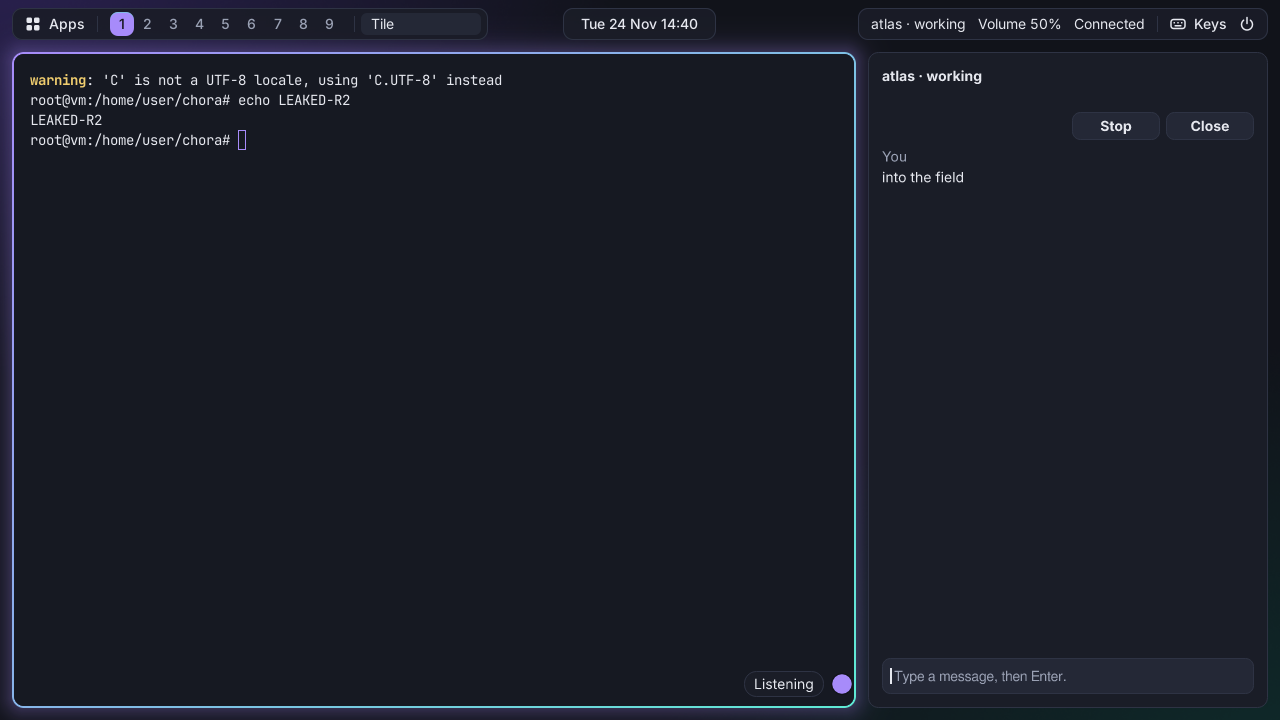 Apps 1 2 3 4 5 6 7 8 9 Tile
Tue 24 Nov 14:40
atlas · working Volume 50% Connected Keys
warning: 'C' is not a UTF-8 locale, using 'C.UTF-8' instead
root@vm:/home/user/chora# echo LEAKED-R2
LEAKED-R2
root@vm:/home/user/chora#
Listening
atlas · working
Stop Close
You
into the field
Type a message, then Enter.